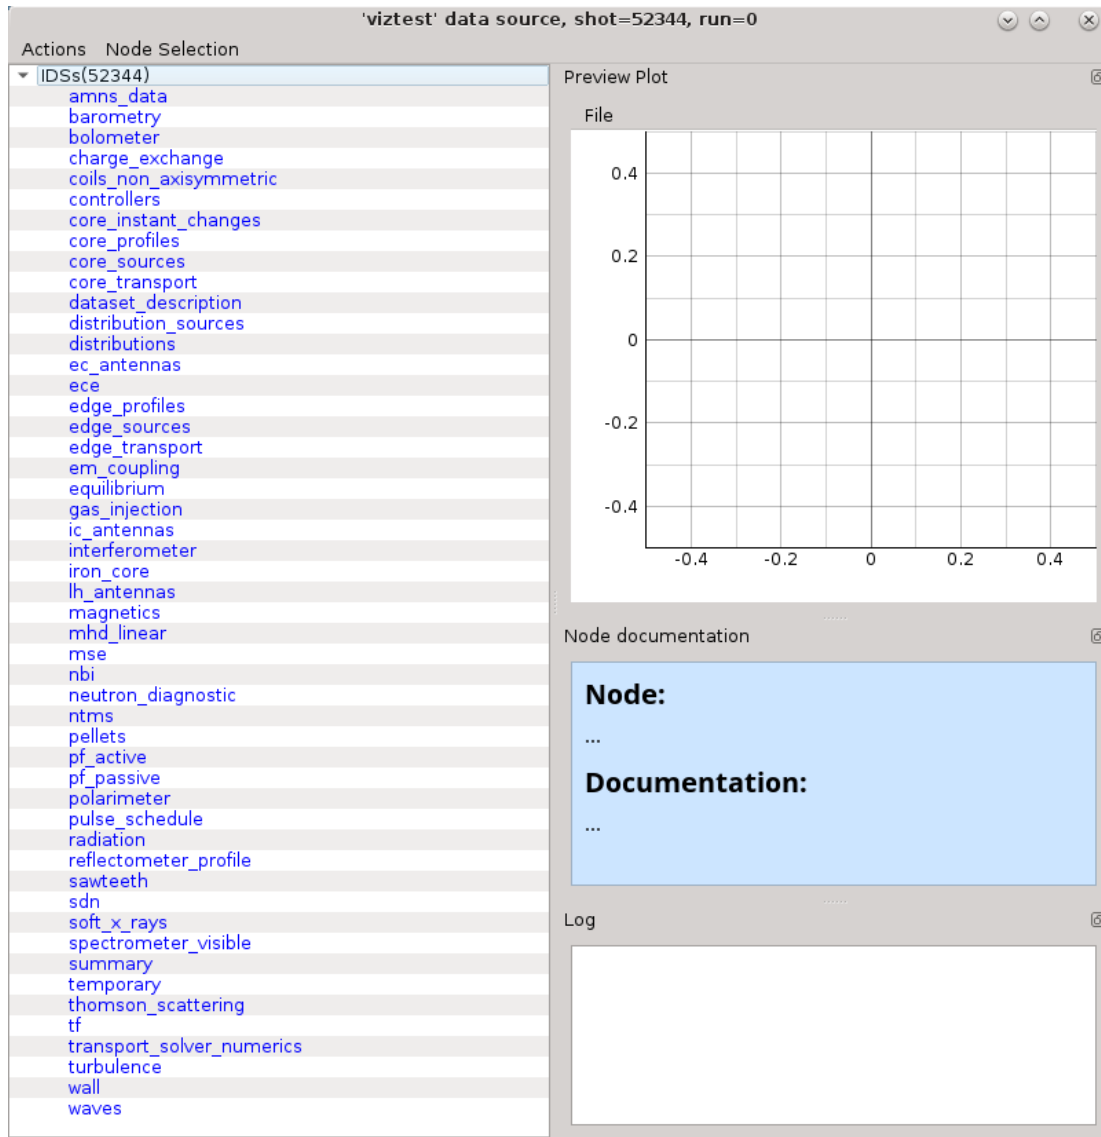 'viztest' data source, shot=52344, run=0
Actions Node Selection
IDSs(52344)
amns_data
barometry
bolometer
charge_exchange
coils_non_axisymmetric
controllers
core_instant_changes
core_profiles
core_sources
core_transport
dataset_description
distribution_sources
distributions
ec_antennas
ece
edge_profiles
edge_sources
edge_transport
em_coupling
equilibrium
gas_injection
ic_antennas
interferometer
iron_core
lh_antennas
magnetics
mhd_linear
mse
nbi
neutron_diagnostic
ntms
pellets
pf_active
pf_passive
polarimeter
pulse_schedule
radiation
reflectometer_profile
sawteeth
sdn
soft_x_rays
spectrometer_visible
summary
temporary
thomson_scattering
tf
transport_solver_numerics
turbulence
wall
waves
Preview Plot
File
0.4
0.2
0
-0.2
-0.4
-0.4 -0.2 0 0.2 0.4
Node documentation
Node:
...
Documentation:
...
Log